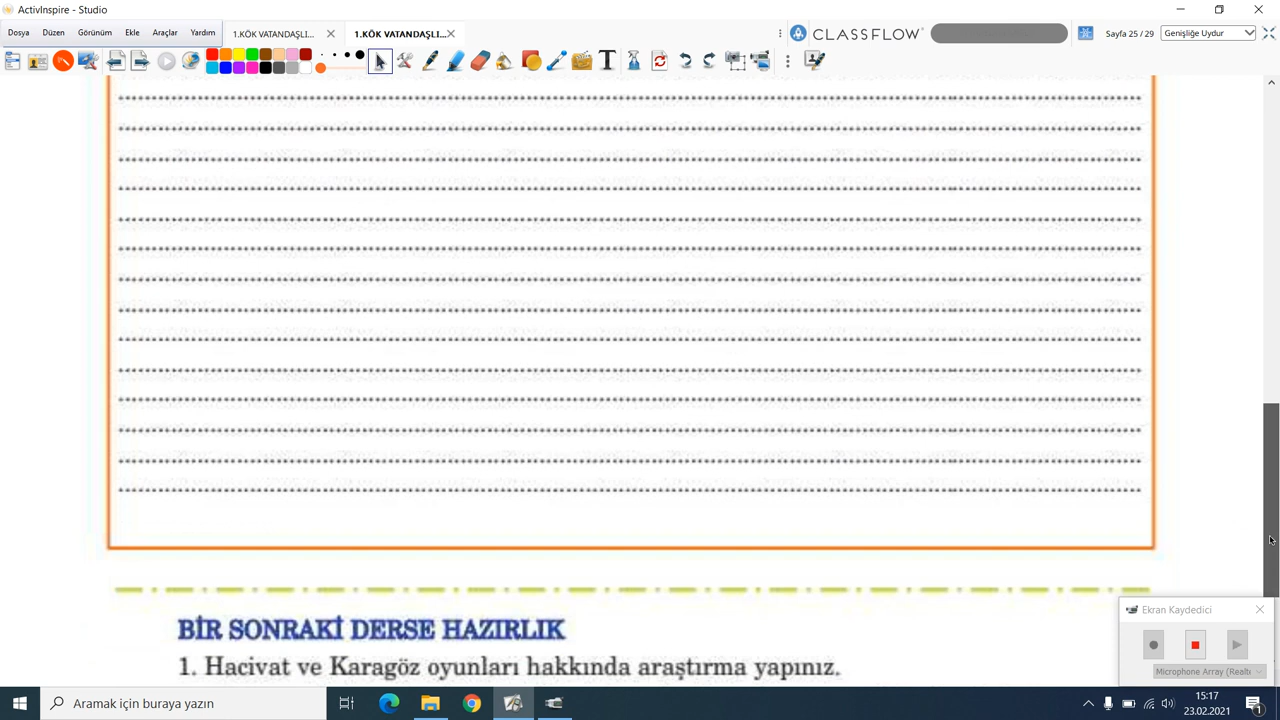 ActivInspire - Studio
Dosya Düzen Görünüm Ekle Araçlar Yardım
1.KÖK VATANDAŞLI... 1.KÖK VATANDAŞLI...
CLASSFLOW
Sayfa 25 / 29 Genişliğe Uydur
BİR SONRAKİ DERSE HAZIRLIK
1. Hacivat ve Karagöz oyunları hakkında araştırma yapınız.
Ekran Kaydedici
Microphone Array (Realt
Aramak için buraya yazın
15:17
23.02.2021
1